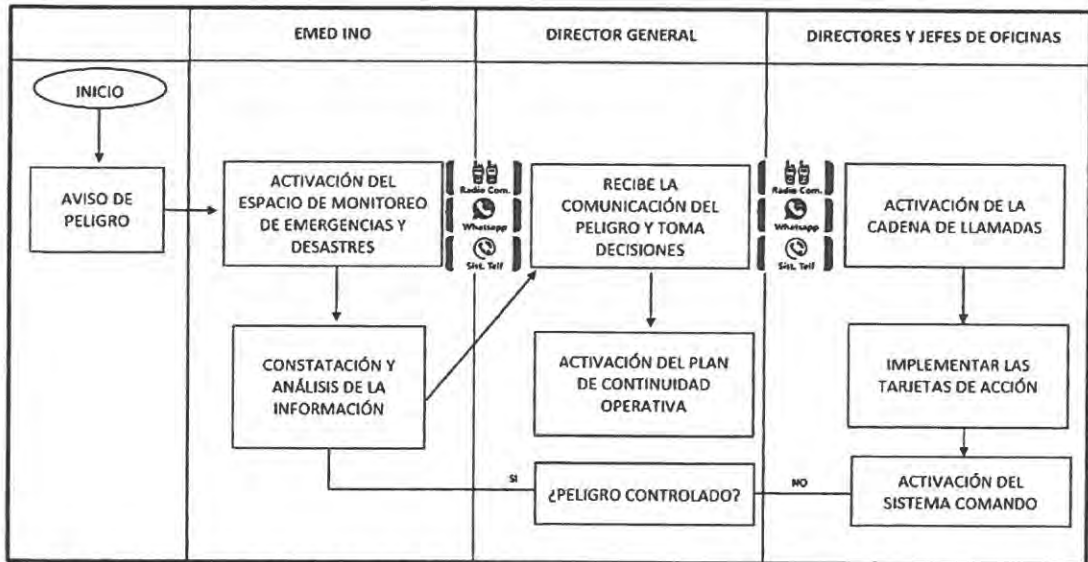 EMED INO
DIRECTOR GENERAL
DIRECTORES Y JEFES DE OFICINAS
INICIO
AVISO DE
PELIGRO
ACTIVACIÓN DEL
ESPACIO DE MONITOREO
DE EMERGENCIAS Y
DESASTRES
Radio Com.
Whatsapp
Sist. Telf
RECIBE LA
COMUNICACIÓN DEL
PELIGRO Y TOMA
DECISIONES
Radio Com.
Whatsapp
Sist. Telf
ACTIVACIÓN DE LA
CADENA DE LLAMADAS
CONSTATACIÓN Y
ANÁLISIS DE LA
INFORMACIÓN
ACTIVACIÓN DEL PLAN
DE CONTINUIDAD
OPERATIVA
IMPLEMENTAR LAS
TARJETAS DE ACCIÓN
SI
¿PELIGRO CONTROLADO?
NO
ACTIVACIÓN DEL
SISTEMA COMANDO